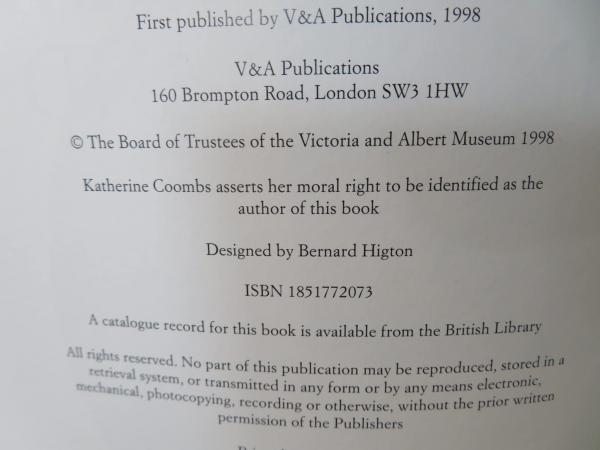 First published by V&A Publications, 1998
V&A Publications
160 Brompton Road, London SW3 1HW
© The Board of Trustees of the Victoria and Albert Museum 1998
Katherine Coombs asserts her moral right to be identified as the
author of this book
Designed by Bernard Higton
ISBN 1851772073
A catalogue record for this book is available from the British Library
All rights reserved. No part of this publication may be reproduced, stored in a
retrieval system, or transmitted in any form or by any means electronic,
mechanical, photocopying, recording or otherwise, without the prior written
permission of the Publishers